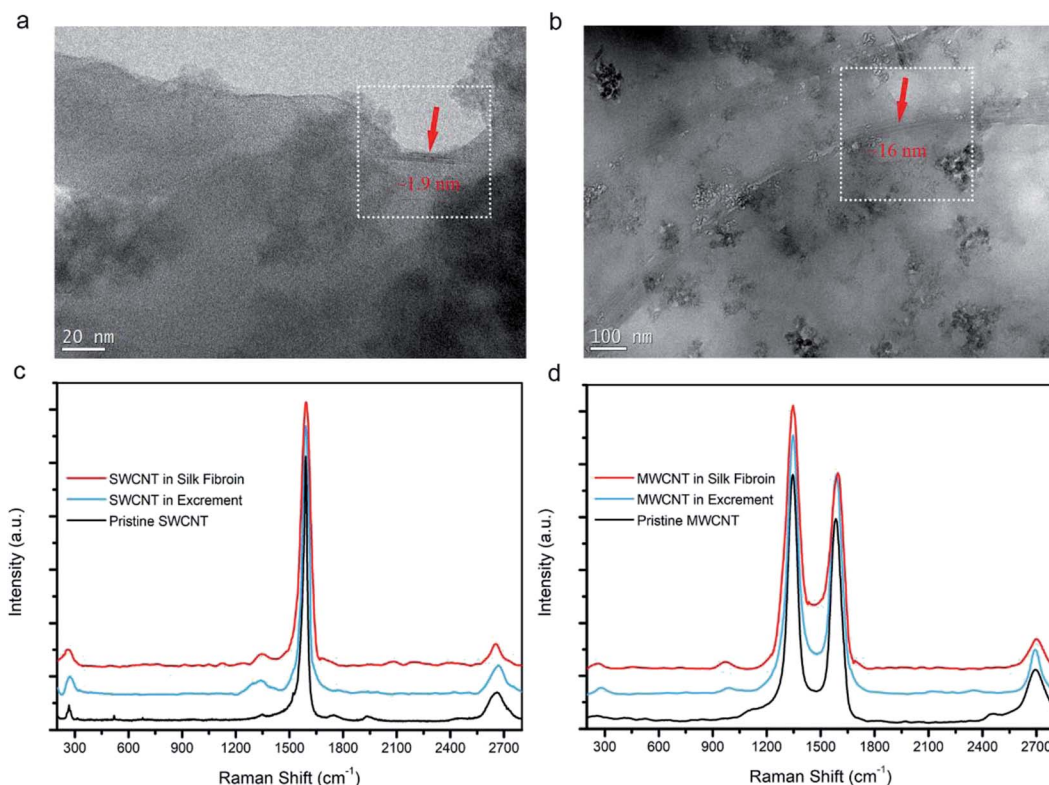 a
~1.9 nm
20 nm
b
~16 nm
100 nm
c
SWCNT in Silk Fibroin
SWCNT in Excrement
Pristine SWCNT
Intensity (a.u.)
300 600 900 1200 1500 1800 2100 2400 2700
Raman Shift (cm⁻¹)
d
MWCNT in Silk Fibroin
MWCNT in Excrement
Pristine MWCNT
Intensity (a.u.)
300 600 900 1200 1500 1800 2100 2400 2700
Raman Shift (cm⁻¹)